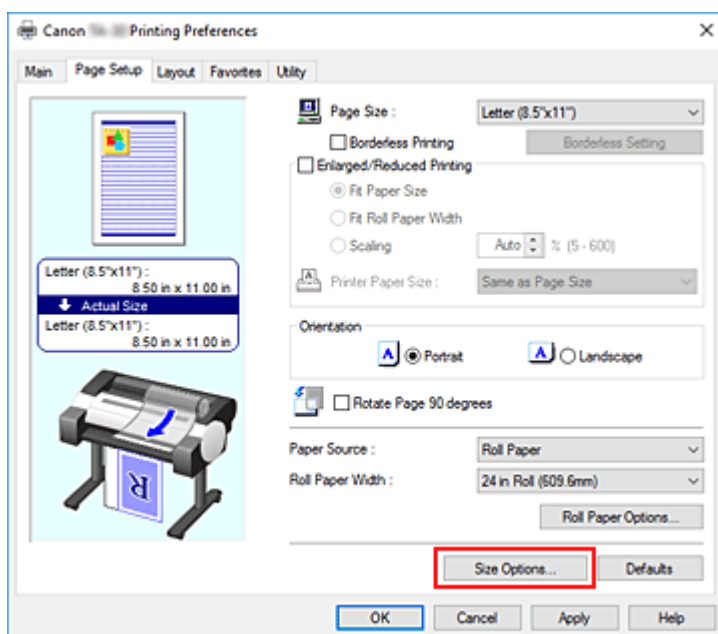 Canon Printing Preferences
Main Page Setup Layout Favorites Utility
Page Size : Letter (8.5"x11")
Borderless Printing Borderless Setting
Enlarged/Reduced Printing
Fit Paper Size
Fit Roll Paper Width
Scaling Auto % (5 - 600)
Printer Paper Size : Same as Page Size
Letter (8.5"x11") :
8.50 in x 11.00 in
Actual Size
Letter (8.5"x11") :
8.50 in x 11.00 in
Orientation
A Portrait A Landscape
Rotate Page 90 degrees
R
Paper Source : Roll Paper
Roll Paper Width : 24 in Roll (609.6mm)
Roll Paper Options...
Size Options... Defaults
OK Cancel Apply Help